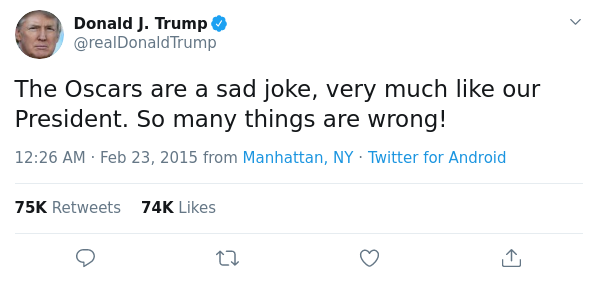 Donald J. Trump
@realDonaldTrump
The Oscars are a sad joke, very much like our
President. So many things are wrong!
12:26 AM · Feb 23, 2015 from Manhattan, NY · Twitter for Android
75K Retweets 74K Likes